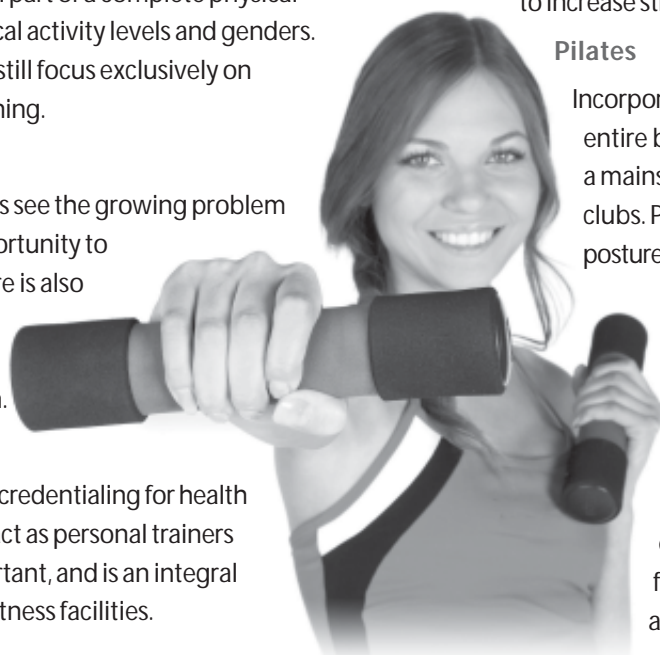 part of a complete physical
cal activity levels and genders.
still focus exclusively on
ning.
s see the growing problem
ortunity to
re is also
credentialing for health
ct as personal trainers
rtant, and is an integral
tness facilities.
to increase st
Pilates
Incorpor
entire b
a mains
clubs. P
posture
f
a